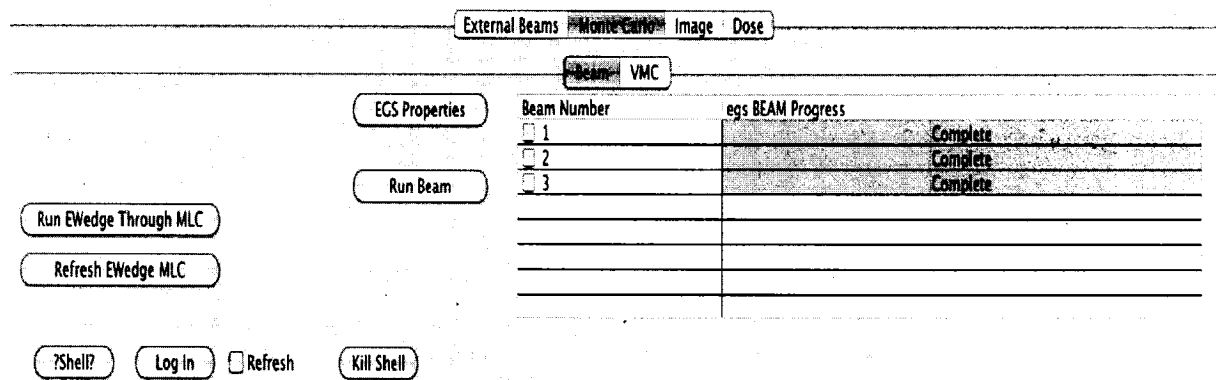 External Beams Monte Carlo Image Dose
Beam VMC
EGS Properties
Beam Number egs BEAM Progress
1 Complete
2 Complete
3 Complete
Run Beam
Run EWedge Through MLC
Refresh EWedge MLC
?Shell? Log In Refresh Kill Shell